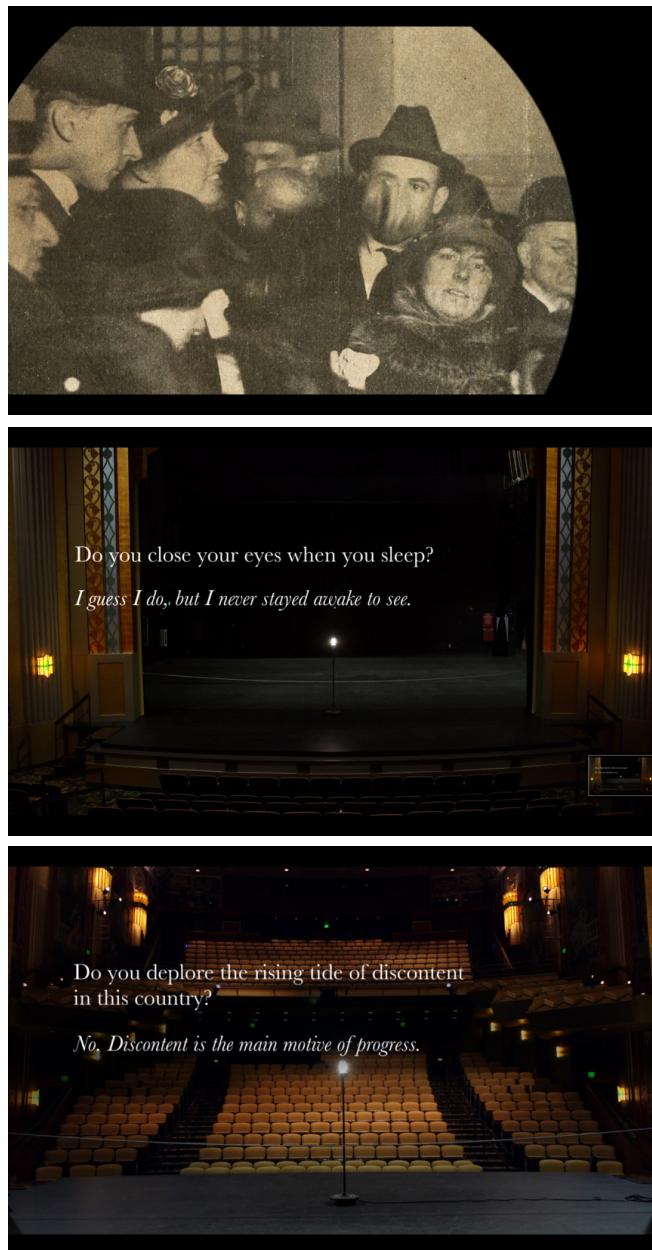 Do you close your eyes when you sleep?
I guess I do, but I never stayed awake to see.
Do you deplore the rising tide of discontent
in this country?
No. Discontent is the main motive of progress.